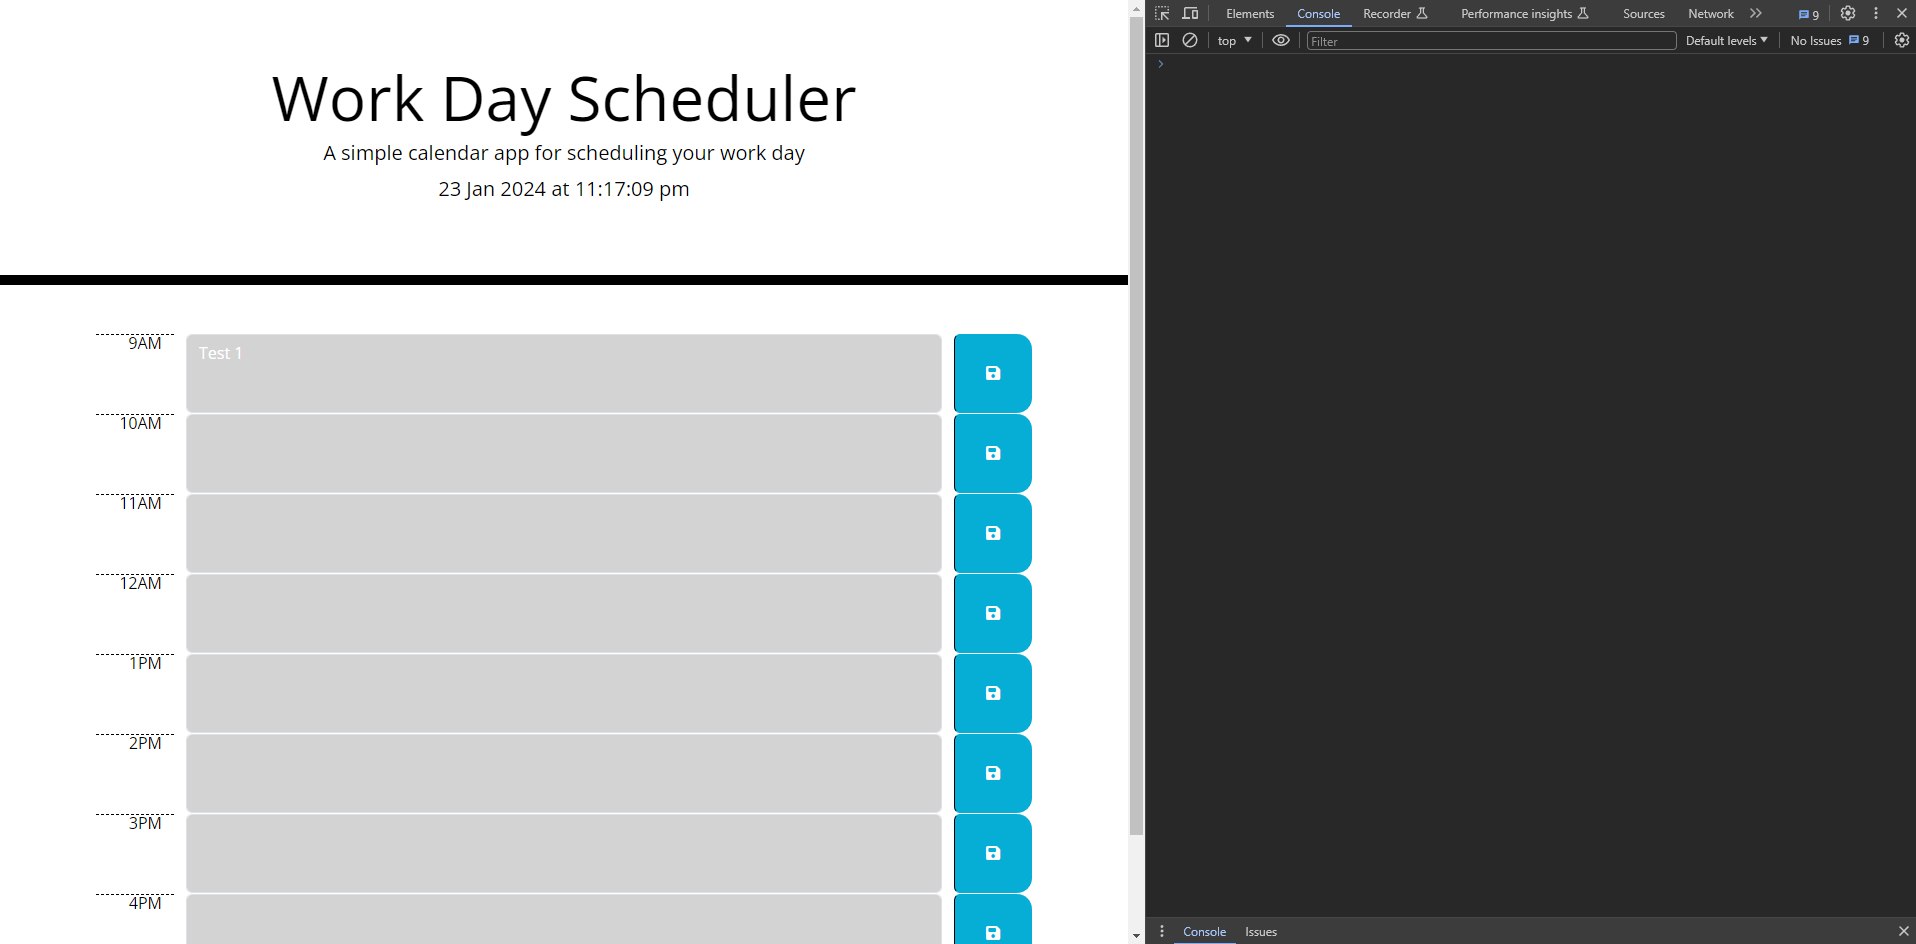 Work Day Scheduler
A simple calendar app for scheduling your work day
23 Jan 2024 at 11:17:09 pm
9AM
Test 1
10AM
11AM
12AM
1PM
2PM
3PM
4PM
Elements Console Recorder Performance insights Sources Network 9
top Filter Default levels No Issues 9
Console Issues